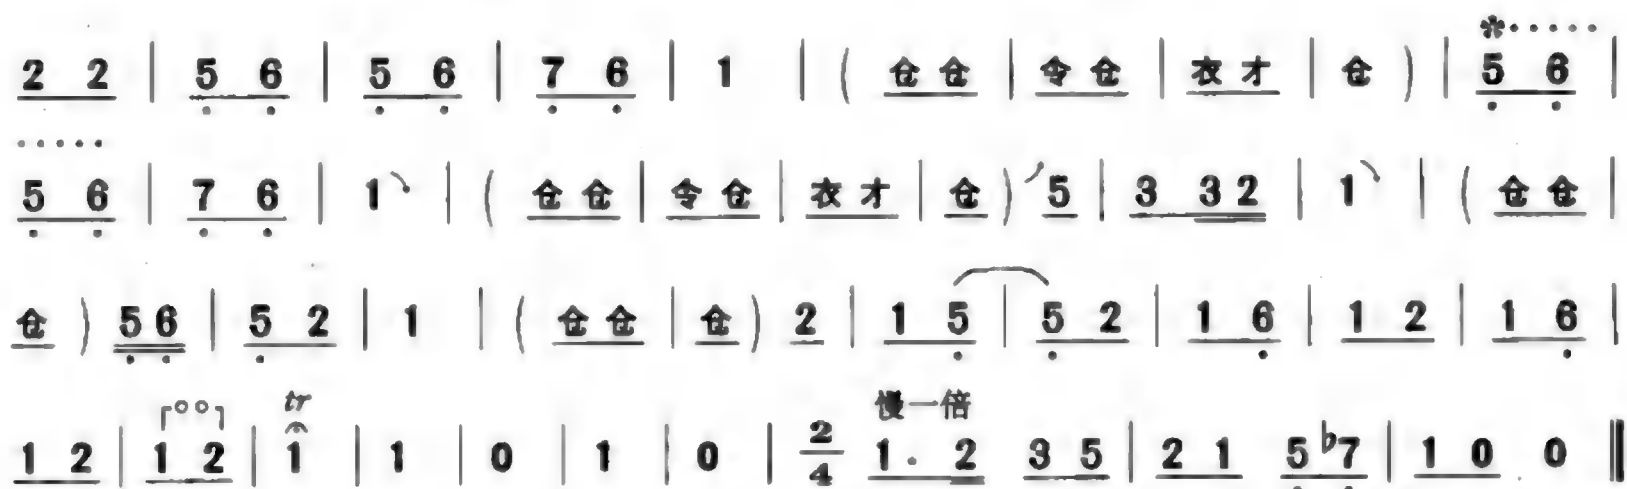 2 2 | 5 6 | 5 6 | 7 6 | 1 | ( 仓 仓 | 令 仓 | 衣 才 | 仓 ) | 5 6 |
5 6 | 7 6 | 1 | ( 仓 仓 | 令 仓 | 衣 才 | 仓 ) 5 | 3 32 | 1 | ( 仓 仓 |
仓 ) 56 | 5 2 | 1 | ( 仓 仓 | 仓 ) 2 | 1 5 | 5 2 | 1 6 | 1 2 | 1 6 |
tr 慢一倍
1 2 | 1 2 | 1 | 1 | 0 | 1 | 0 | 2/4 1. 2 3 5 | 2 1 5 ♭7 | 1 0 0 ‖